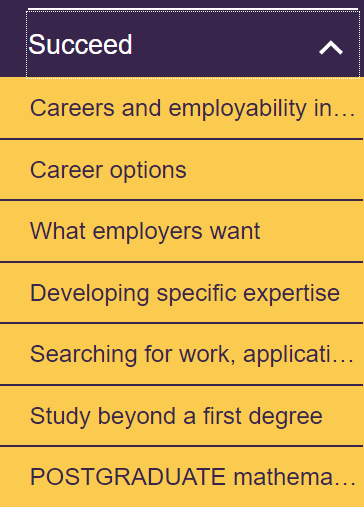 Succeed
Careers and employability in...
Career options
What employers want
Developing specific expertise
Searching for work, applicati...
Study beyond a first degree
POSTGRADUATE mathema...